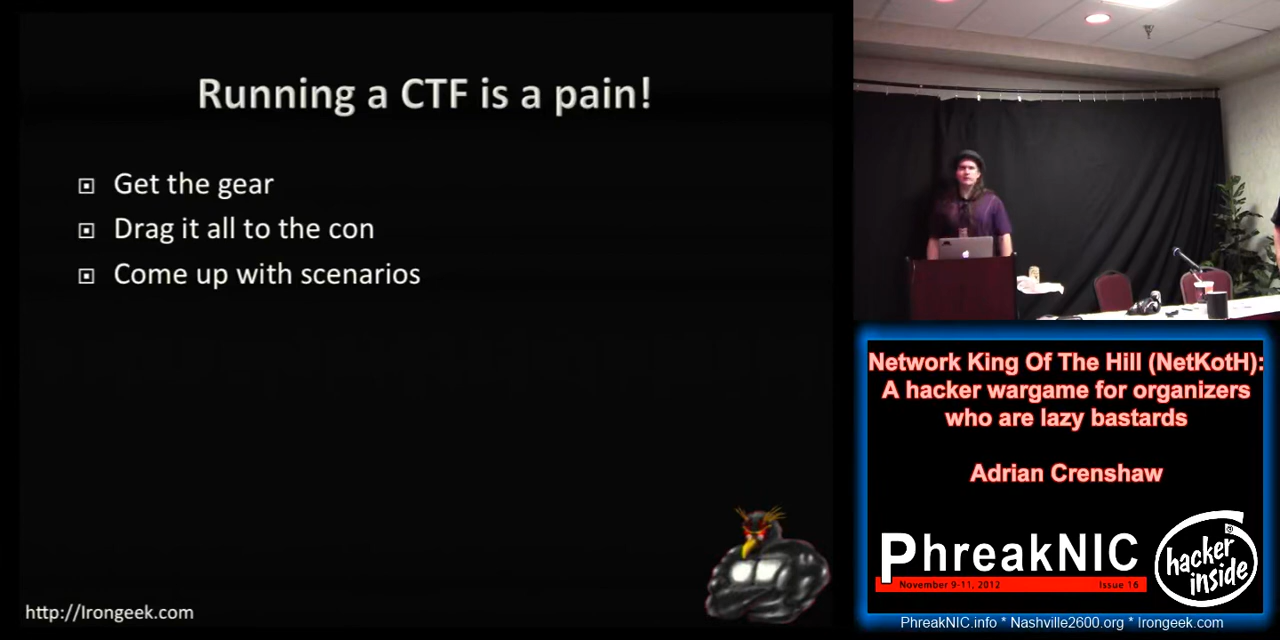 Running a CTF is a pain!
Get the gear
Drag it all to the con
Come up with scenarios
http://Irongeek.com
Network King Of The Hill (NetKotH):
A hacker wargame for organizers
who are lazy bastards
Adrian Crenshaw
PhreakNIC
November 9-11, 2012 Issue 16
hacker
inside
PhreakNIC.info * Nashville2600.org * Irongeek.com